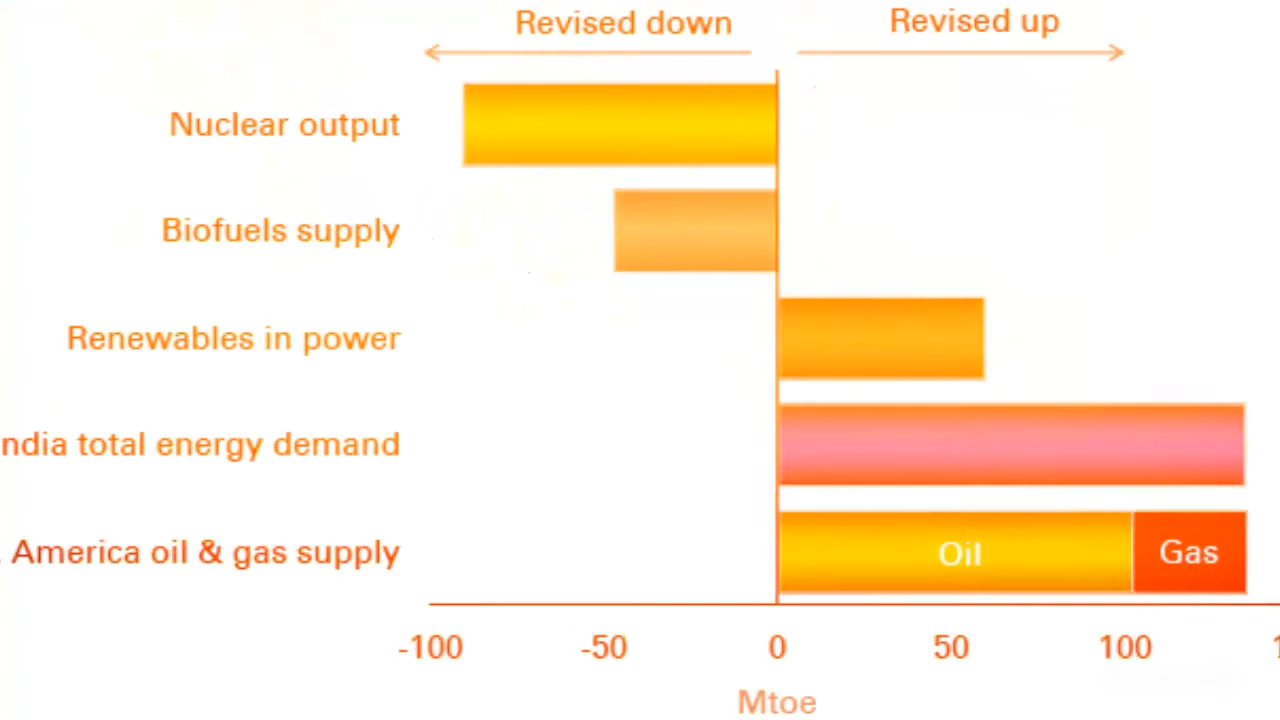 Revised down
Revised up
Nuclear output
Biofuels supply
Renewables in power
ndia total energy demand
. America oil & gas supply
Oil
Gas
-100 -50 0 50 100 1
Mtoe